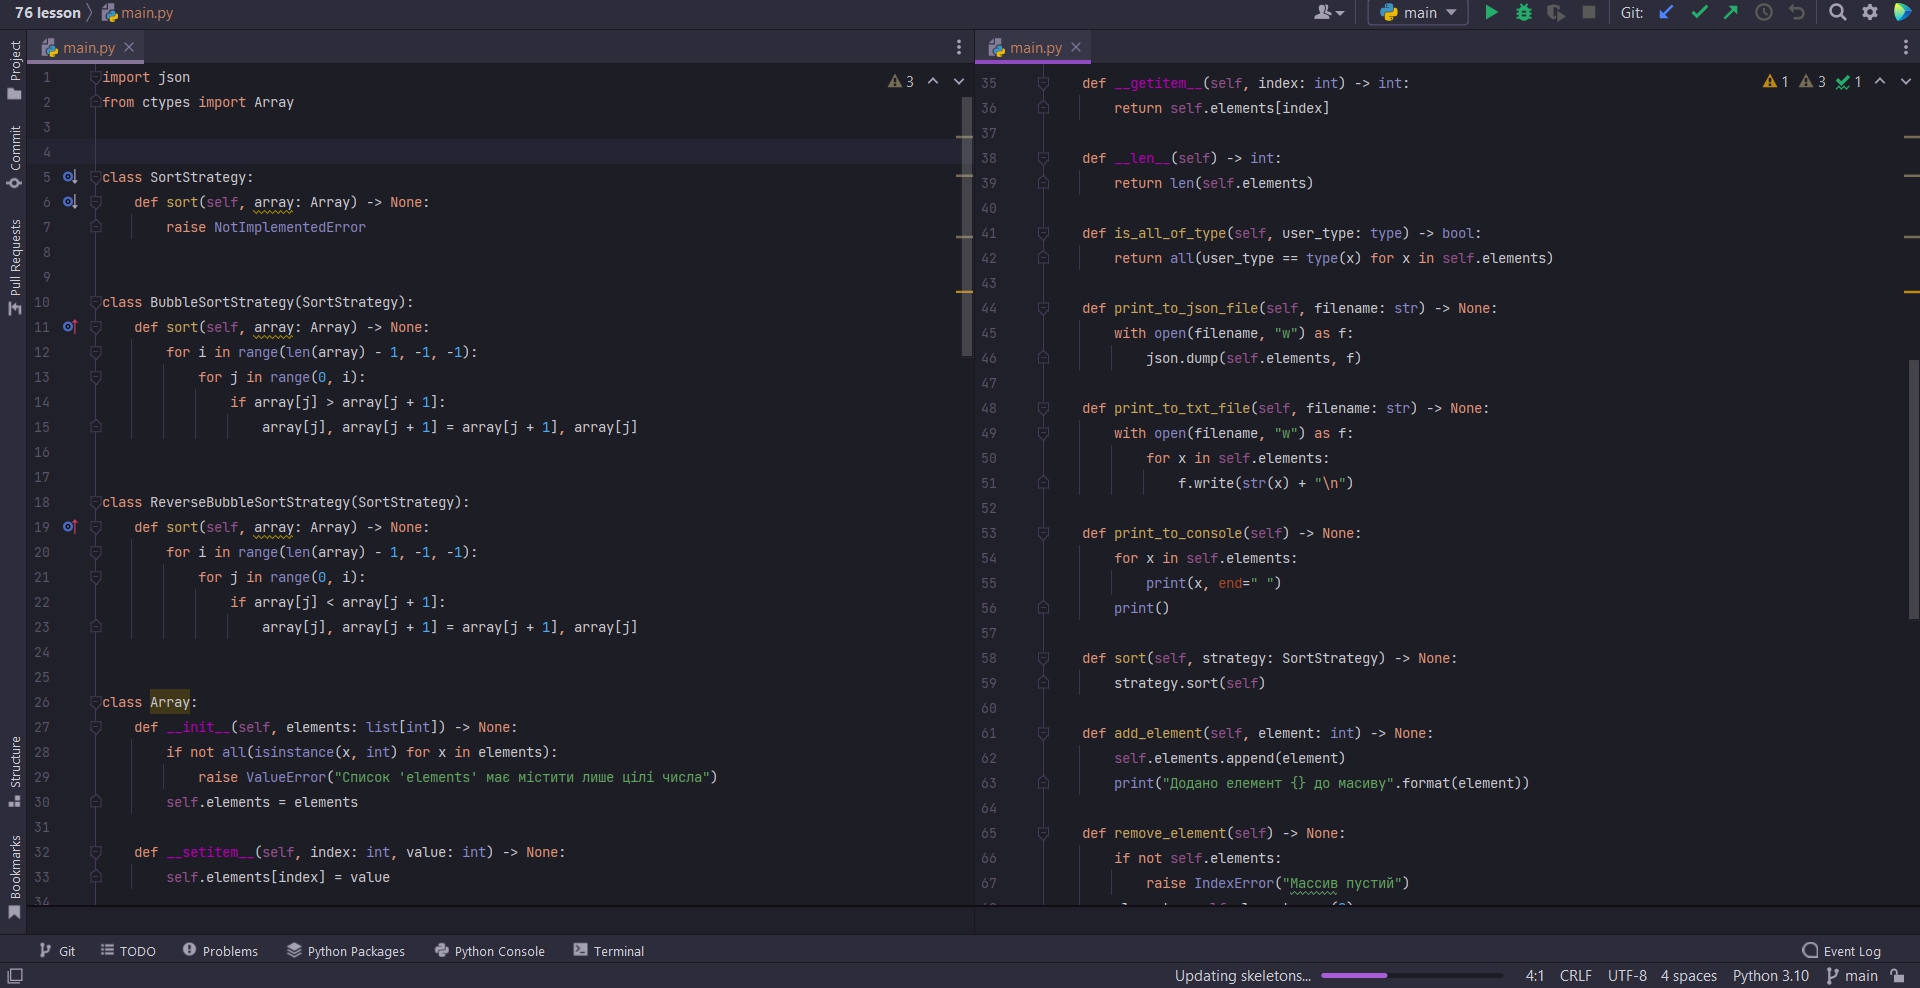 76 lesson main.py
main Git:
Project
Commit
Pull Requests
Structure
Bookmarks
main.py
3
1 import json
2 from ctypes import Array
3
4
5 class SortStrategy:
6 def sort(self, array: Array) -> None:
7 raise NotImplementedError
8
9
10 class BubbleSortStrategy(SortStrategy):
11 def sort(self, array: Array) -> None:
12 for i in range(len(array) - 1, -1, -1):
13 for j in range(0, i):
14 if array[j] > array[j + 1]:
15 array[j], array[j + 1] = array[j + 1], array[j]
16
17
18 class ReverseBubbleSortStrategy(SortStrategy):
19 def sort(self, array: Array) -> None:
20 for i in range(len(array) - 1, -1, -1):
21 for j in range(0, i):
22 if array[j] < array[j + 1]:
23 array[j], array[j + 1] = array[j + 1], array[j]
24
25
26 class Array:
27 def __init__(self, elements: list[int]) -> None:
28 if not all(isinstance(x, int) for x in elements):
29 raise ValueError("Список 'elements' має містити лише цілі числа")
30 self.elements = elements
31
32 def __setitem__(self, index: int, value: int) -> None:
33 self.elements[index] = value
34
main.py
1 3 1
35 def __getitem__(self, index: int) -> int:
36 return self.elements[index]
37
38 def __len__(self) -> int:
39 return len(self.elements)
40
41 def is_all_of_type(self, user_type: type) -> bool:
42 return all(user_type == type(x) for x in self.elements)
43
44 def print_to_json_file(self, filename: str) -> None:
45 with open(filename, "w") as f:
46 json.dump(self.elements, f)
47
48 def print_to_txt_file(self, filename: str) -> None:
49 with open(filename, "w") as f:
50 for x in self.elements:
51 f.write(str(x) + "\n")
52
53 def print_to_console(self) -> None:
54 for x in self.elements:
55 print(x, end=" ")
56 print()
57
58 def sort(self, strategy: SortStrategy) -> None:
59 strategy.sort(self)
60
61 def add_element(self, element: int) -> None:
62 self.elements.append(element)
63 print("Додано елемент {} до масиву".format(element))
64
65 def remove_element(self) -> None:
66 if not self.elements:
67 raise IndexError("Массив пустий")
Git TODO Problems Python Packages Python Console Terminal Event Log
Updating skeletons... 4:1 CRLF UTF-8 4 spaces Python 3.10 main